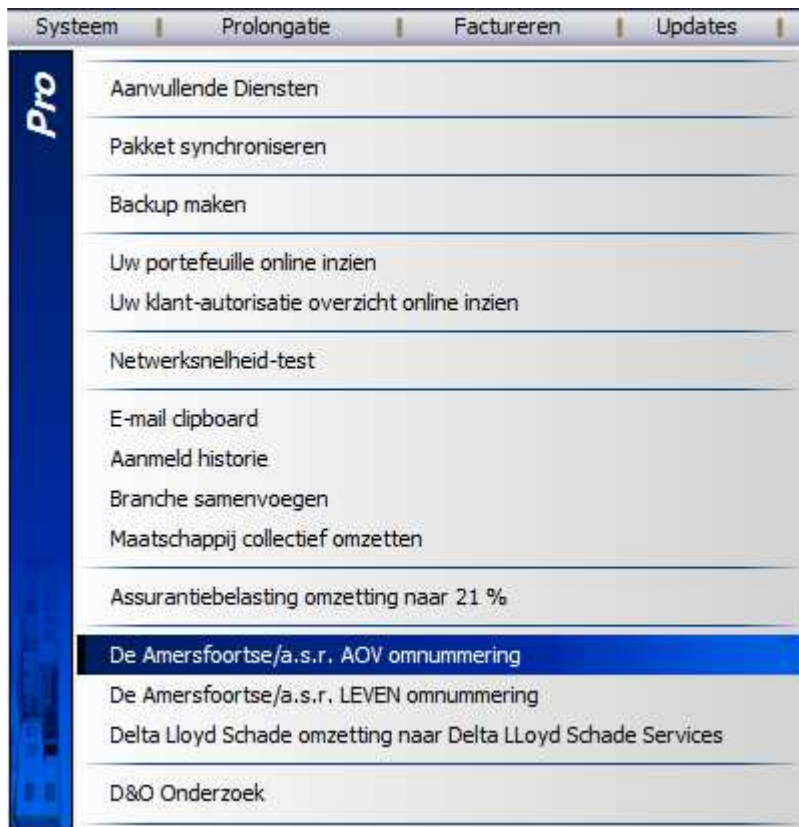 Systeem | Prolongatie | Factureren | Updates |
Pro
Aanvullende Diensten
Pakket synchroniseren
Backup maken
Uw portefeuille online inzien
Uw klant-autorisatie overzicht online inzien
Netwerksnelheid-test
E-mail clipboard
Aanmeld historie
Branche samenvoegen
Maatschappij collectief omzetten
Assurantiebelasting omzetting naar 21 %
De Amersfoortse/a.s.r. AOV omnummering
De Amersfoortse/a.s.r. LEVEN omnummering
Delta Lloyd Schade omzetting naar Delta LLoyd Schade Services
D&O Onderzoek